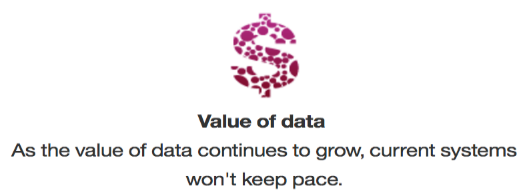 Value of data
As the value of data continues to grow, current systems
won't keep pace.